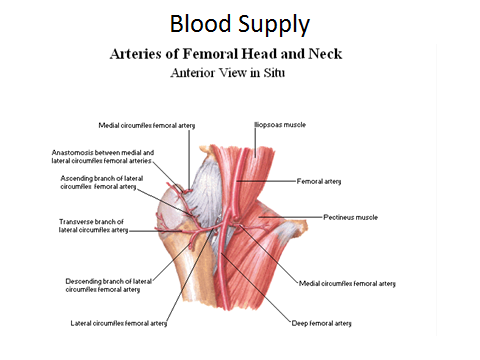 Blood Supply
Arteries of Femoral Head and Neck
Anterior View in Situ
Medial circumflex femoral artery
Iliopsoas muscle
Anastomosis between medial and
lateral circumflex femoral arteries
Ascending branch of lateral
circumflex femoral artery
Femoral artery
Transverse branch of
lateral circumflex artery
Pectineus muscle
Descending branch of lateral
circumflex femoral artery
Medial circumflex femoral artery
Lateral circumflex femoral artery
Deep femoral artery